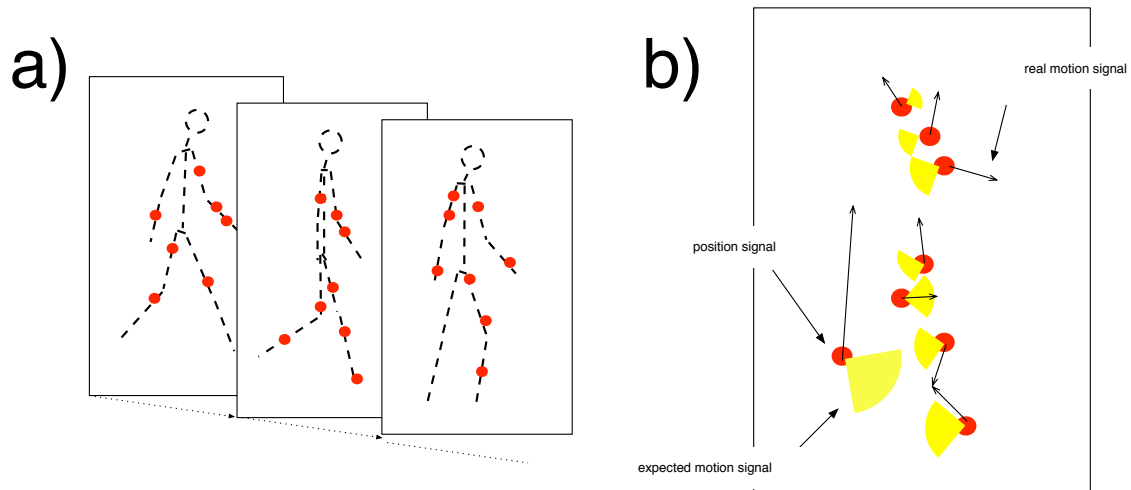 a)
b)
real motion signal
position signal
expected motion signal